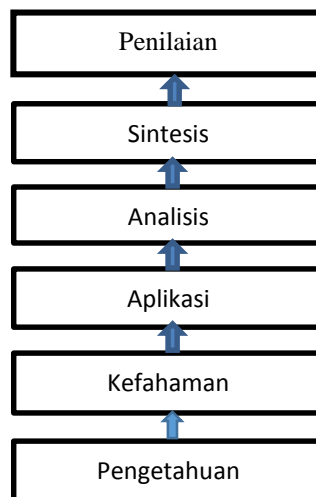 Penilaian
Sintesis
Analisis
Aplikasi
Kefahaman
Pengetahuan